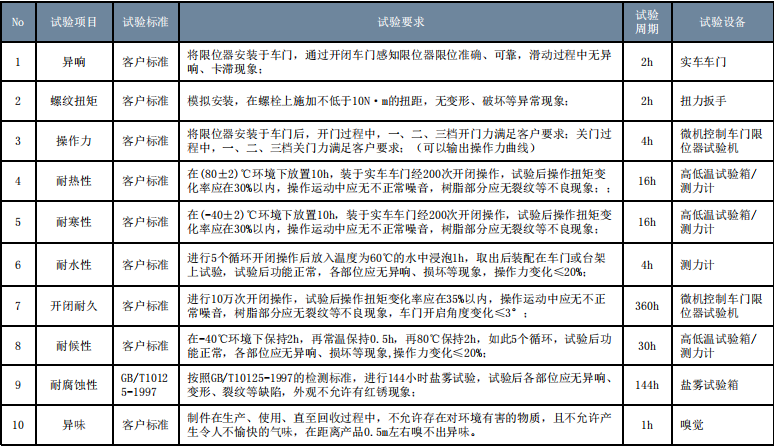 No 试验项目 试验标准 试验要求 试验周期 试验设备
1 异响 客户标准 将限位器安装于车门，通过开闭车门感知限位器限位准确、可靠，滑动过程中无异
响、卡滞现象； 2h 实车车门
2 螺纹扭矩 客户标准 模拟安装，在螺栓上施加不低于10N·m的扭距，无变形、破坏等异常现象； 2h 扭力扳手
3 操作力 客户标准 将限位器安装于车门后，开门过程中，一、二、三档开门力满足客户要求；关门过
程中，一、二、三档关门力满足客户要求；（可以输出操作力曲线） 4h 微机控制车门限
位器试验机
4 耐热性 客户标准 在(80±2)℃环境下放置10h，装于实车车门经200次开闭操作，试验后操作扭矩变
化率应在30%以内，操作运动中应无不正常噪音，树脂部分应无裂纹等不良现象；； 16h 高低温试验箱/
测力计
5 耐寒性 客户标准 在(-40±2)℃环境下放置10h，装于实车车门经200次开闭操作，试验后操作扭矩变
化率应在30%以内，操作运动中应无不正常噪音，树脂部分应无裂纹等不良现象； 16h 高低温试验箱/
测力计
6 耐水性 客户标准 进行5个循环开闭操作后放入温度为60℃的水中浸泡1h，取出后装配在车门或台架
上试验，试验后功能正常，各部位应无异响、损坏等现象，操作力变化≤20%； 4h 测力计
7 开闭耐久 客户标准 进行10万次开闭操作，试验后操作扭矩变化率应在35%以内，操作运动中应无不正
常噪音，树脂部分应无裂纹等不良现象，车门开启角度变化≤3°； 360h 微机控制车门限
位器试验机
8 耐候性 客户标准 在-40℃环境下保持2h，再常温保持0.5h，再80℃保持2h，如此5个循环，试验后功
能正常，各部位应无异响、损坏等现象,操作力变化≤20%； 30h 高低温试验箱/
测力计
9 耐腐蚀性 GB/T1012
5-1997 按照GB/T10125-1997的检测标准，进行144小时盐雾试验，试验后各部位应无异响、
变形、裂纹等缺陷，外观不允许有红锈现象； 144h 盐雾试验箱
10 异味 客户标准 制件在生产、使用、直至回收过程中，不允许存在对环境有害的物质，且不允许产
生令人不愉快的气味，在距离产品0.5m左右嗅不出异味。 1h 嗅觉